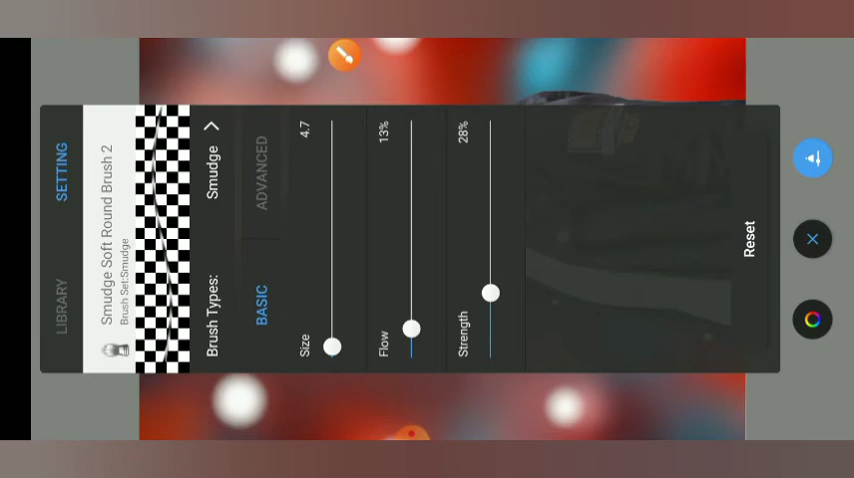 LIBRARY
SETTING
Smudge Soft Round Brush 2
Brush Set:Smudge
Brush Types:
Smudge
BASIC
ADVANCED
Size
4.7
Flow
13%
Strength
28%
Reset